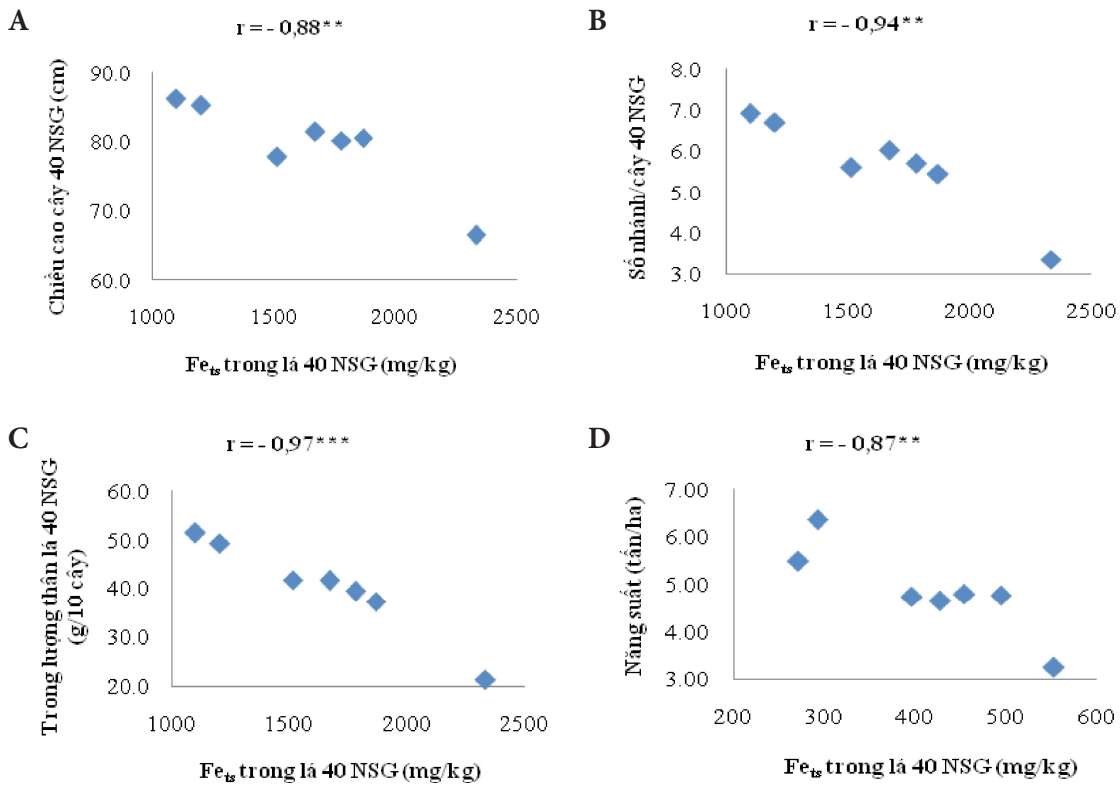 A
r = - 0,88**
Chiều cao cây 40 NSG (cm)
90.0
80.0
70.0
60.0
1000 1500 2000 2500
Fets trong lá 40 NSG (mg/kg)
B
r = - 0,94**
Số nhánh/cây 40 NSG
8.0
7.0
6.0
5.0
4.0
3.0
1000 1500 2000 2500
Fets trong lá 40 NSG (mg/kg)
C
r = - 0,97***
Trong lượng thân lá 40 NSG
(g/10 cây)
60.0
50.0
40.0
30.0
20.0
1000 1500 2000 2500
Fets trong lá 40 NSG (mg/kg)
D
r = - 0,87**
Năng suất (tấn/ha)
7.00
6.00
5.00
4.00
3.00
200 300 400 500 600
Fets trong lá 40 NSG (mg/kg)